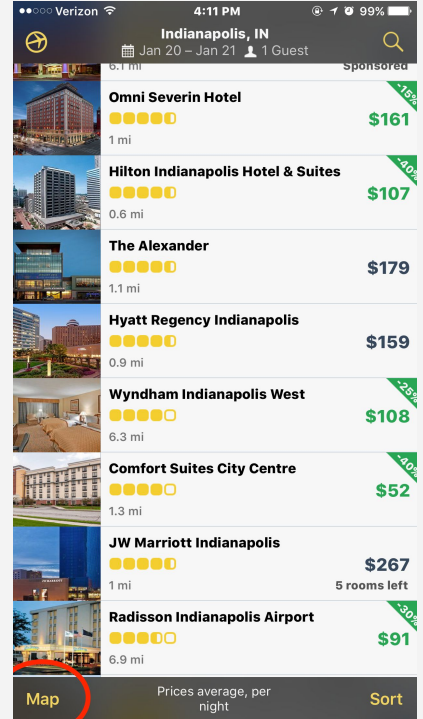 Verizon 4:11 PM 99%
Indianapolis, IN
Jan 20 – Jan 21 1 Guest
6.1 mi Sponsored
Omni Severin Hotel
-15%
$161
1 mi
Hilton Indianapolis Hotel & Suites
-40%
$107
0.6 mi
The Alexander
$179
1.1 mi
Hyatt Regency Indianapolis
$159
0.9 mi
Wyndham Indianapolis West
-25%
$108
6.3 mi
Comfort Suites City Centre
-40%
$52
1.3 mi
JW Marriott Indianapolis
$267
1 mi 5 rooms left
Radisson Indianapolis Airport
-30%
$91
6.9 mi
Map
Prices average, per
night
Sort